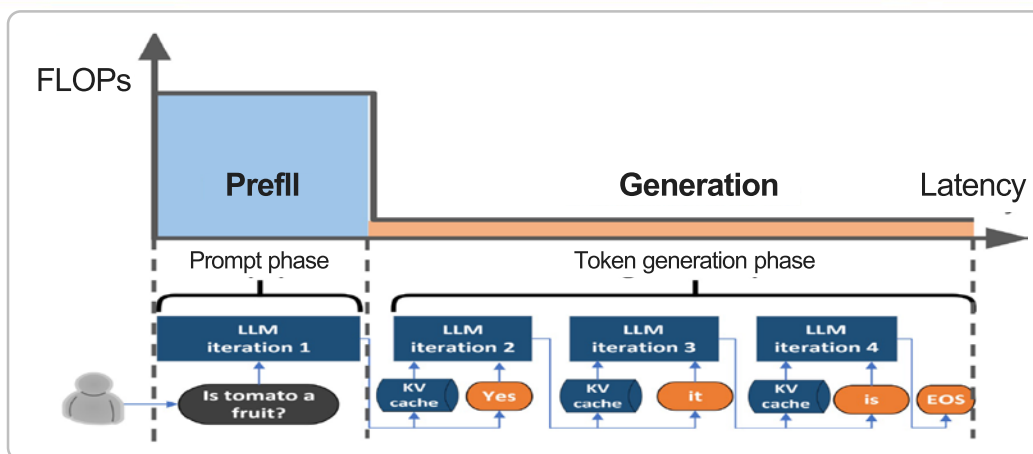 FLOPs
Prefll
Generation
Latency
Prompt phase
Token generation phase
LLM
iteration 1
LLM
iteration 2
LLM
iteration 3
LLM
iteration 4
Is tomato a
fruit?
KV
cache
Yes
KV
cache
it
KV
cache
is
EOS